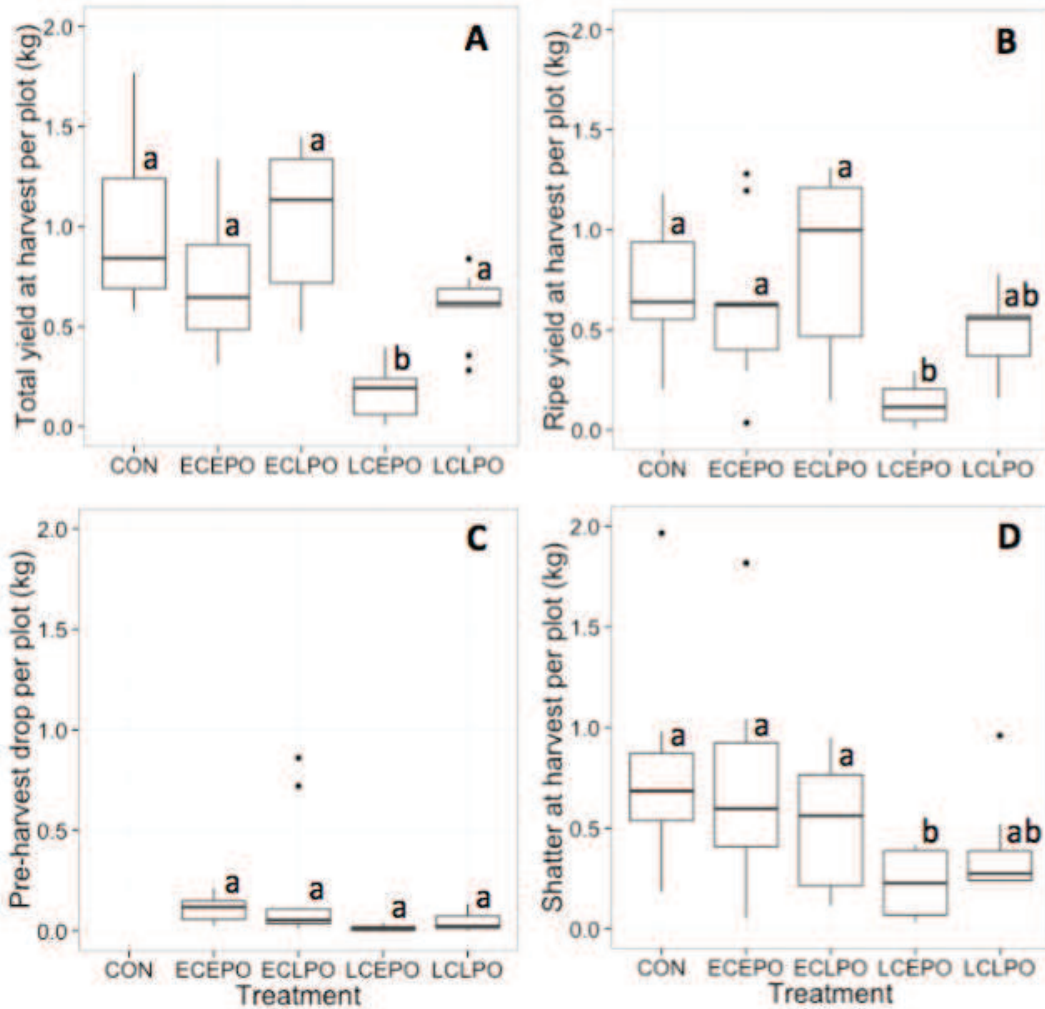 Total yield at harvest per plot (kg)
2.0
1.5
1.0
0.5
0.0
A
a
a
a
b
a
CON ECEPO ECLPO LCEPO LCLPO
Ripe yield at harvest per plot (kg)
2.0
1.5
1.0
0.5
0.0
B
a
a
a
b
ab
CON ECEPO ECLPO LCEPO LCLPO
Pre-harvest drop per plot (kg)
2.0
1.5
1.0
0.5
0.0
C
a
a
a
a
CON ECEPO ECLPO LCEPO LCLPO
Treatment
Shatter at harvest per plot (kg)
2.0
1.5
1.0
0.5
0.0
D
a
a
a
b
ab
CON ECEPO ECLPO LCEPO LCLPO
Treatment